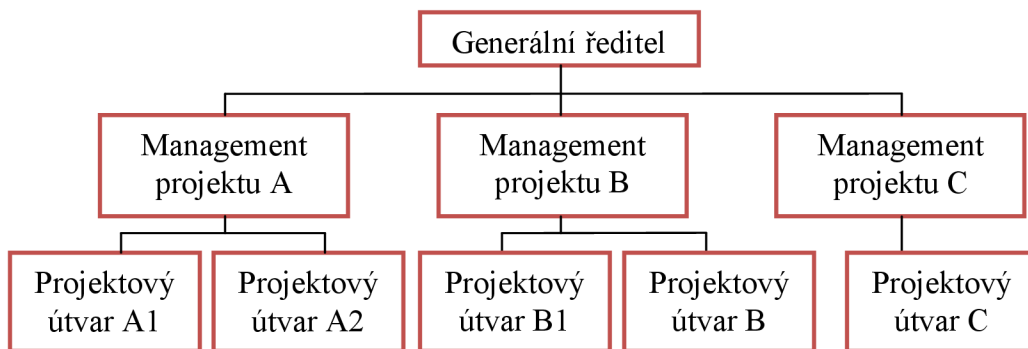 Generální ředitel
Management
projektu A
Management
projektu B
Management
projektu C
Projektový
útvar A1
Projektový
útvar A2
Projektový
útvar B1
Projektový
útvar B
Projektový
útvar C